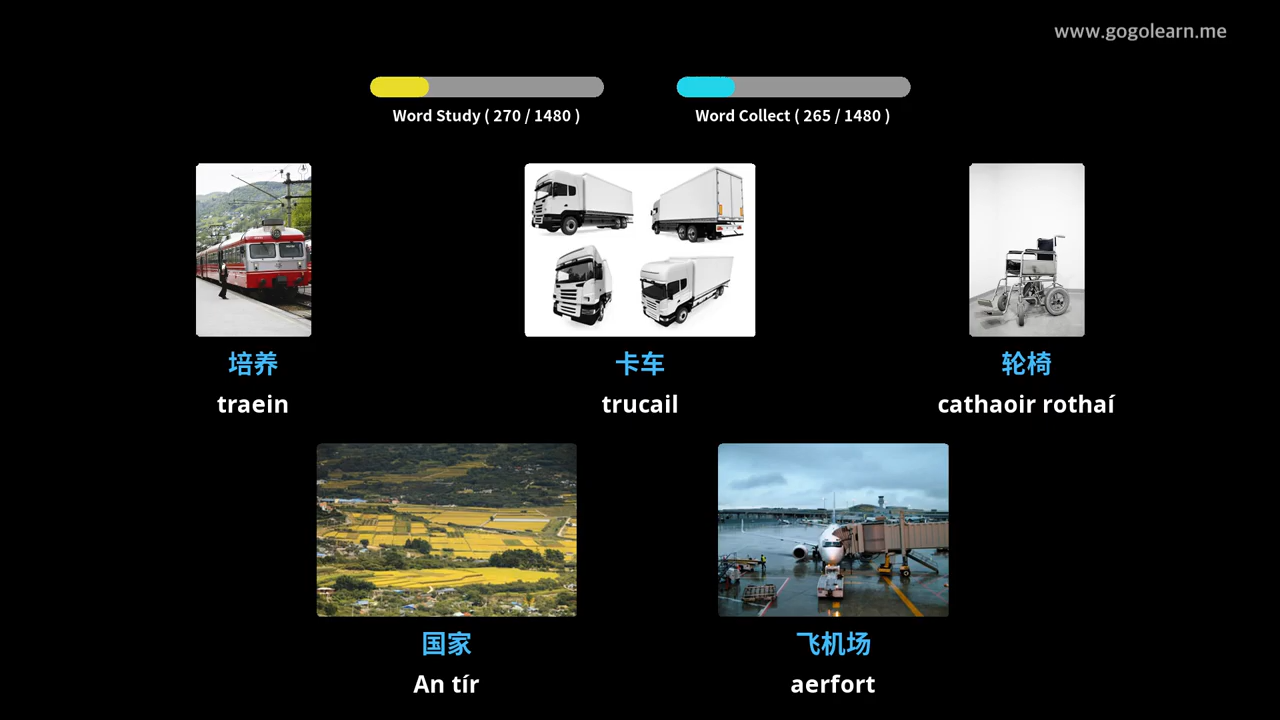 www.gogolearn.me
Word Study ( 270 / 1480 )
Word Collect ( 265 / 1480 )
培养
traein
卡车
trucail
轮椅
cathaoir rothaí
国家
An tír
飞机场
aerfort